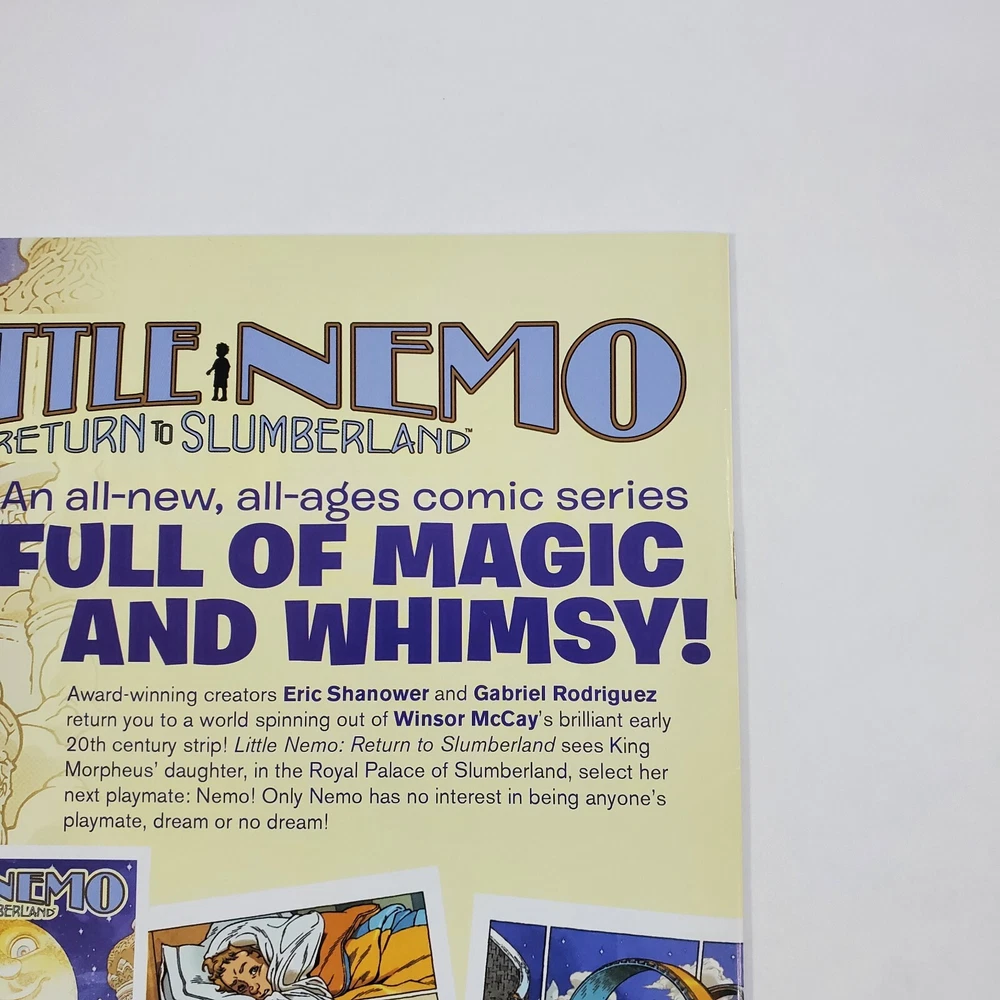 ITTLE NEMO
RETURN TO SLUMBERLAND™
An all-new, all-ages comic series
FULL OF MAGIC
AND WHIMSY!
Award-winning creators Eric Shanower and Gabriel Rodriguez
return you to a world spinning out of Winsor McCay's brilliant early
20th century strip! Little Nemo: Return to Slumberland sees King
Morpheus' daughter, in the Royal Palace of Slumberland, select her
next playmate: Nemo! Only Nemo has no interest in being anyone's
playmate, dream or no dream!
NEMO
BERLAND